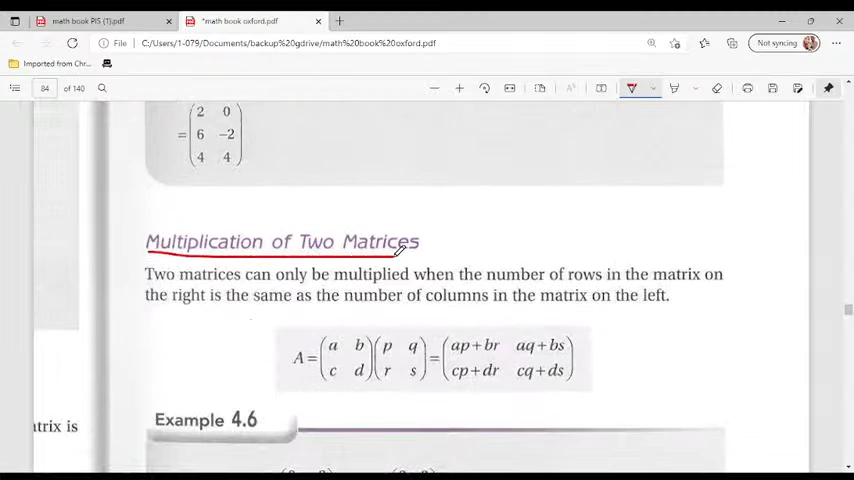 math book PIS (1).pdf
*math book oxford.pdf
File
C:/Users/1-079/Documents/backup%20gdrive/math%20book%20oxford.pdf
Not syncing
Imported from Chr...
84 of 140
= ( 2 0
6 -2
4 4 )
Multiplication of Two Matrices
Two matrices can only be multiplied when the number of rows in the matrix on
the right is the same as the number of columns in the matrix on the left.
A = ( a b ) ( p q ) = ( ap+br aq+bs )
( c d ) ( r s ) ( cp+dr cq+ds )
Example 4.6
atrix is